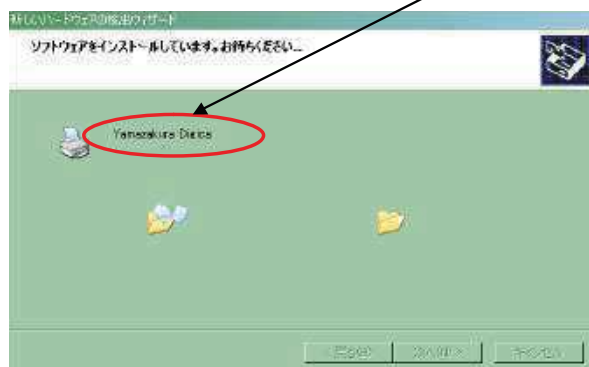 新しいハードウェアの検出ウィザード
ソフトウェアをインストールしています。お待ちください...
Yamazakura Dieica
< 戻る(B)
次へ(N) >
キャンセル